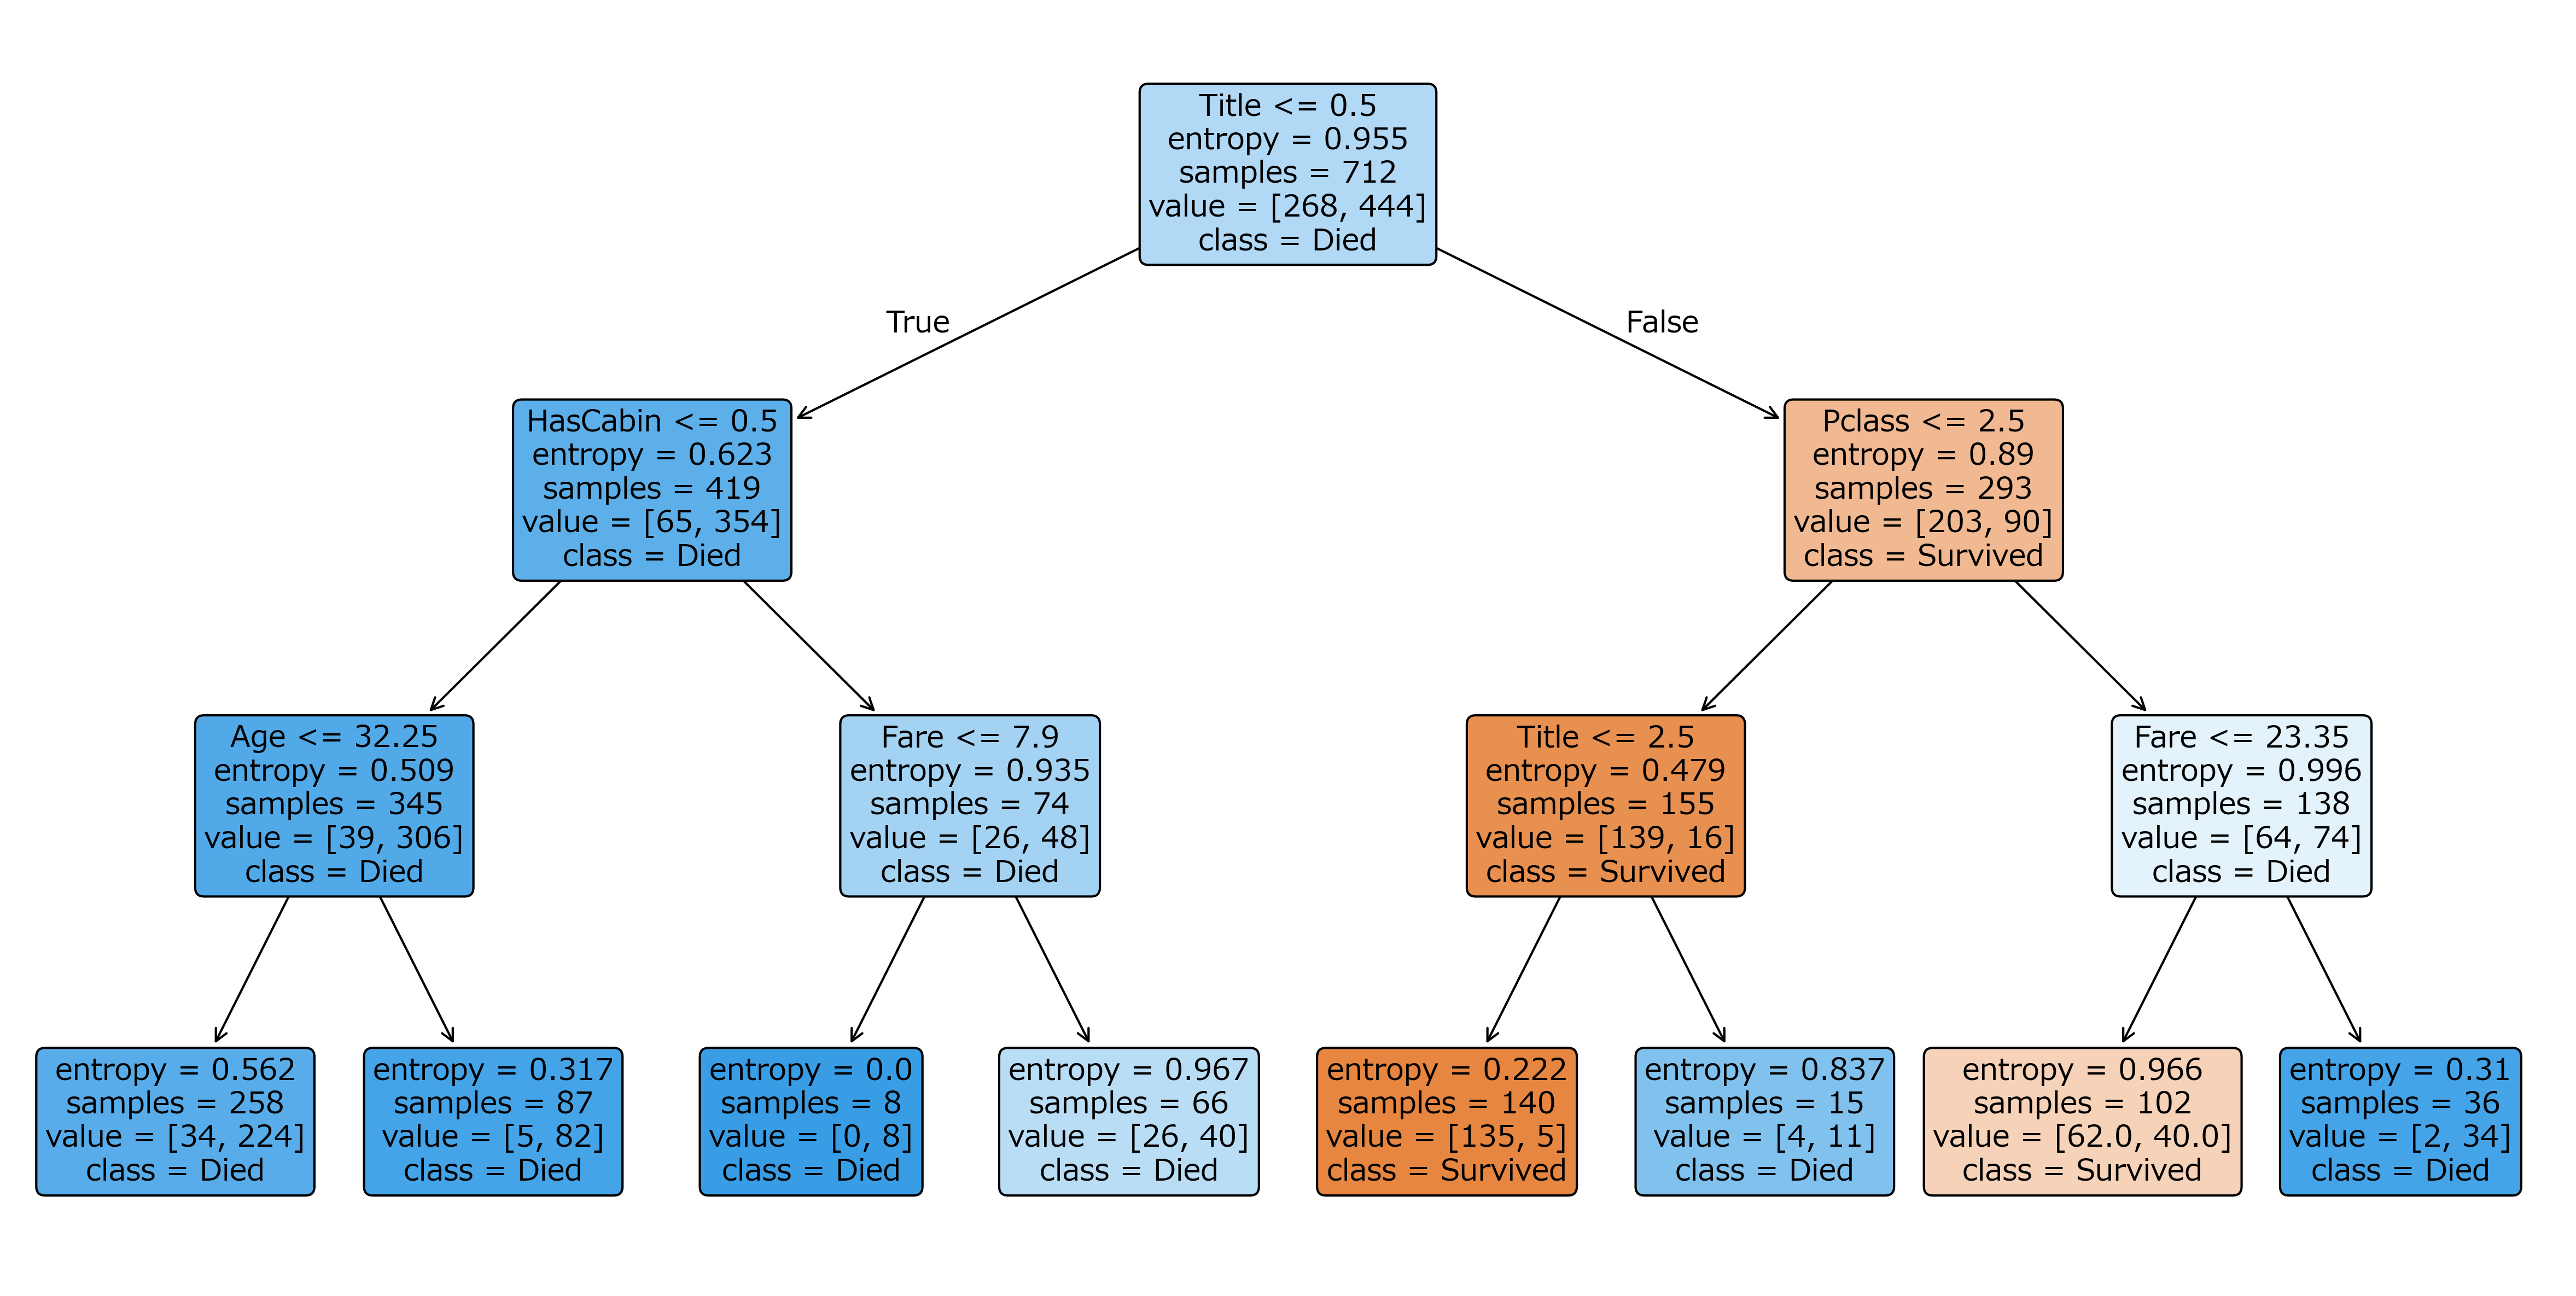 Title <= 0.5
entropy = 0.955
samples = 712
value = [268, 444]
class = Died
True
False
HasCabin <= 0.5
entropy = 0.623
samples = 419
value = [65, 354]
class = Died
Pclass <= 2.5
entropy = 0.89
samples = 293
value = [203, 90]
class = Survived
Age <= 32.25
entropy = 0.509
samples = 345
value = [39, 306]
class = Died
Fare <= 7.9
entropy = 0.935
samples = 74
value = [26, 48]
class = Died
Title <= 2.5
entropy = 0.479
samples = 155
value = [139, 16]
class = Survived
Fare <= 23.35
entropy = 0.996
samples = 138
value = [64, 74]
class = Died
entropy = 0.562
samples = 258
value = [34, 224]
class = Died
entropy = 0.317
samples = 87
value = [5, 82]
class = Died
entropy = 0.0
samples = 8
value = [0, 8]
class = Died
entropy = 0.967
samples = 66
value = [26, 40]
class = Died
entropy = 0.222
samples = 140
value = [135, 5]
class = Survived
entropy = 0.837
samples = 15
value = [4, 11]
class = Died
entropy = 0.966
samples = 102
value = [62.0, 40.0]
class = Survived
entropy = 0.31
samples = 36
value = [2, 34]
class = Died